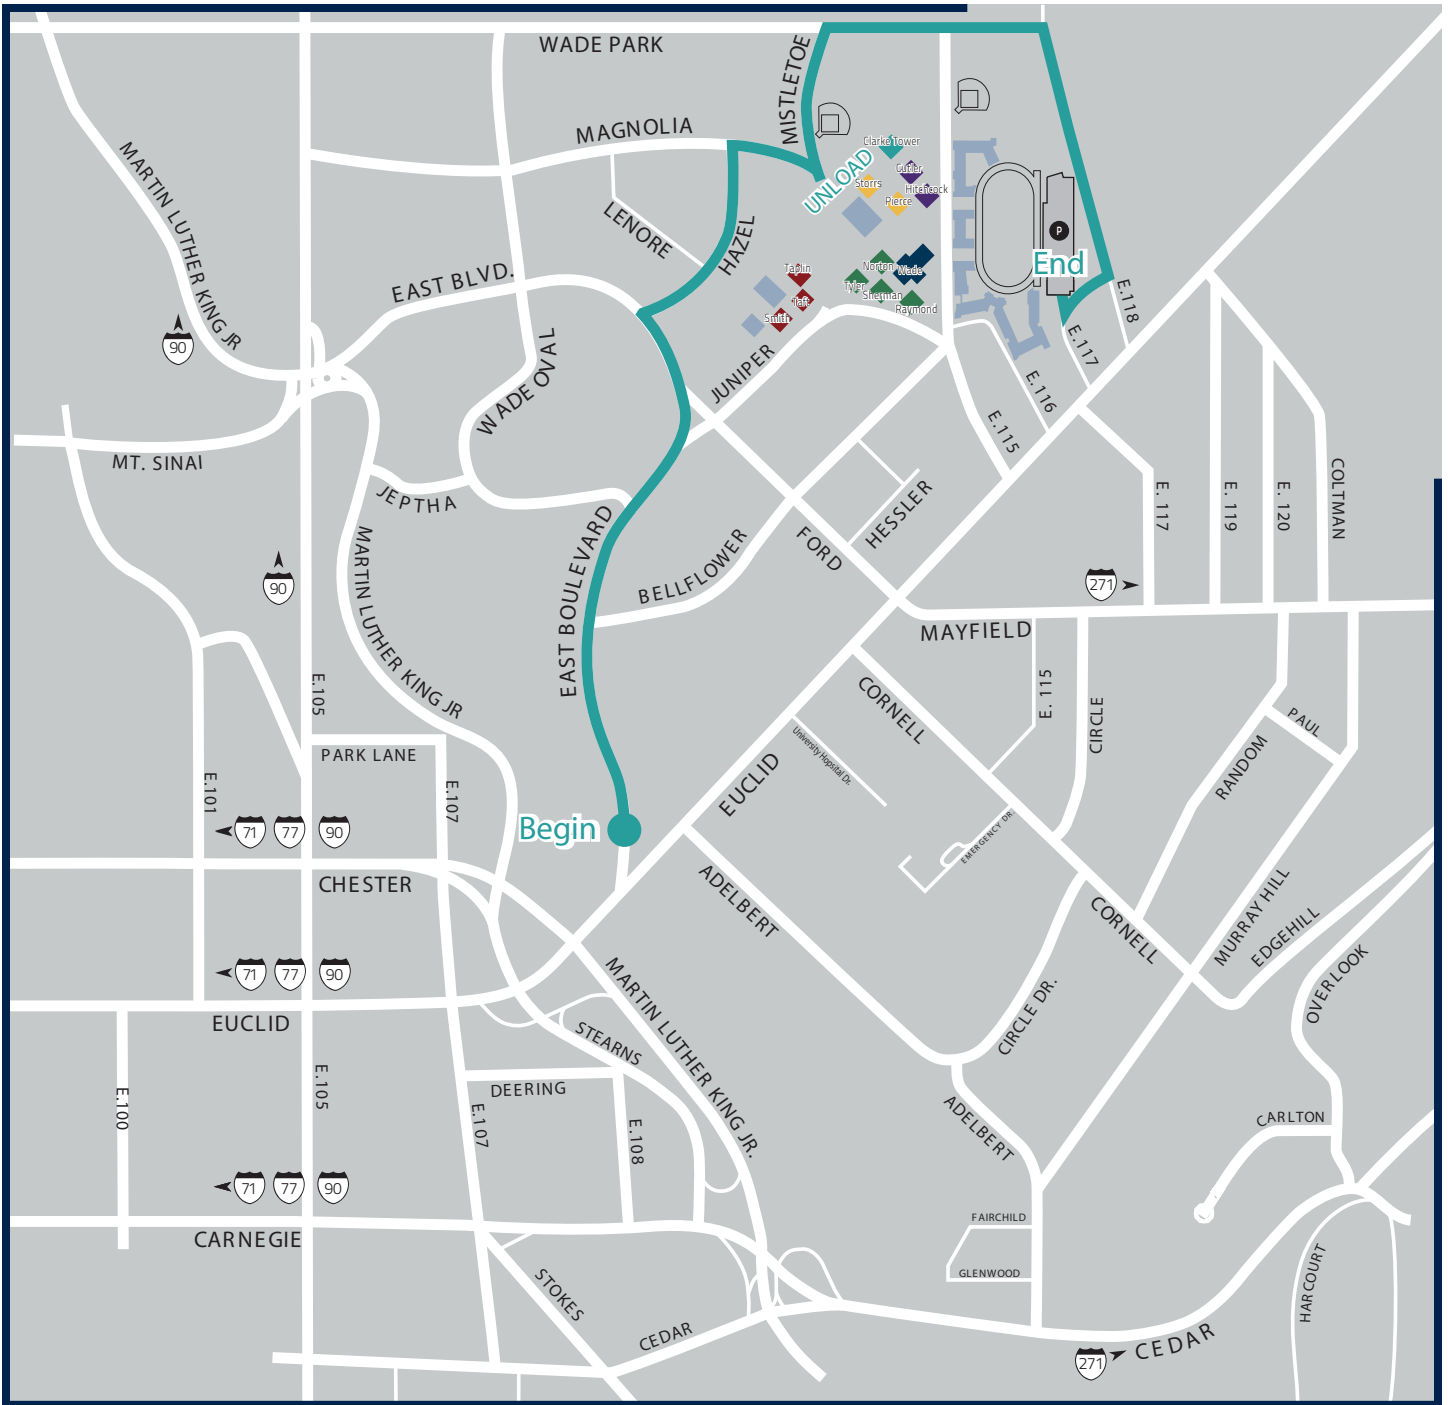 WADE PARK
MISTLETOE
MAGNOLIA
Clarke Tower
UNLOAD
Cutler
Storrs
Hitchcock
Pierce
MARTIN LUTHER KING JR
LENORE
HAZEL
P
End
EAST BLVD.
Taplin
Norton
Wade
Tyler
Sherman
Taft
Raymond
Smith
E.118
E.117
90
WADE OVAL
JUNIPER
E.116
E.115
MT. SINAI
JEPTHA
HESSLER
E. 117
E. 119
E. 120
COLTMAN
EAST BOULEVARD
FORD
BELLFLOWER
90
271
MARTIN LUTHER KING JR
MAYFIELD
E.105
CORNELL
E. 115
CIRCLE
PAUL
RANDOM
PARK LANE
University Hopsital Dr.
EUCLID
E.101
E.107
71
77
90
Begin
EMERGENCY DR.
CHESTER
ADELBERT
CORNELL
MURRAY HILL
EDGEHILL
OVERLOOK
71
77
90
MARTIN LUTHER KING JR.
CIRCLE DR.
EUCLID
STEARNS
E.100
E.105
DEERING
E.107
E.108
ADELBERT
CARLTON
71
77
90
FAIRCHILD
CARNEGIE
GLENWOOD
HARCOURT
STOKES
CEDAR
271
CEDAR